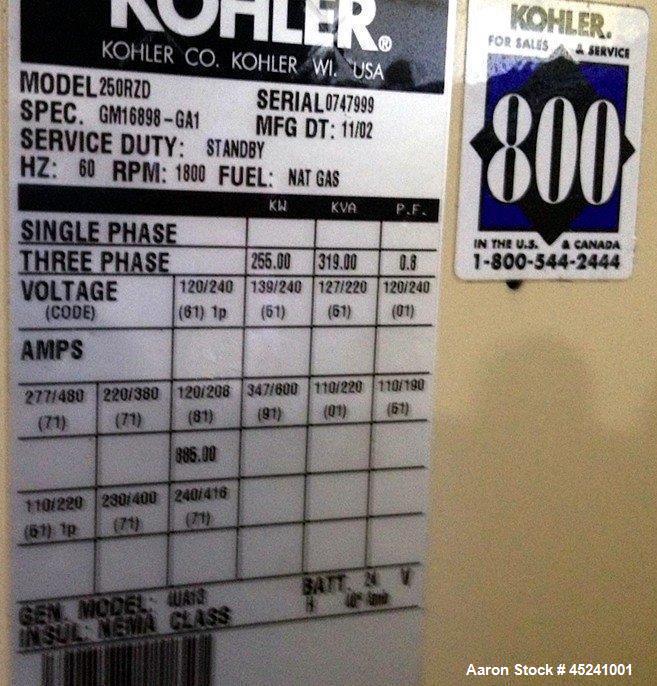 KOHLER®
KOHLER CO. KOHLER WI. USA
MODEL 250RZD SERIAL 0747999
SPEC. GM16898-GA1 MFG DT: 11/02
SERVICE DUTY: STANDBY
HZ: 60 RPM: 1800 FUEL: NAT GAS
KW KVA P.F.
SINGLE PHASE
THREE PHASE 255.00 319.00 0.8
VOLTAGE 120/240 139/240 127/220 120/240
(CODE) (61) 1p (61) (61) (01)
AMPS
277/480 220/380 120/208 347/600 110/220 110/190
(71) (71) (81) (91) (01) (61)
885.00
110/220 230/400 240/416
(61) 1p (71) (71)
GEN. MODEL: 4UA13 BATT. 24 V
INSUL: NEMA CLASS H
KOHLER.
FOR SALES & SERVICE
800
IN THE U.S. & CANADA
1-800-544-2444
Aaron Stock # 45241001